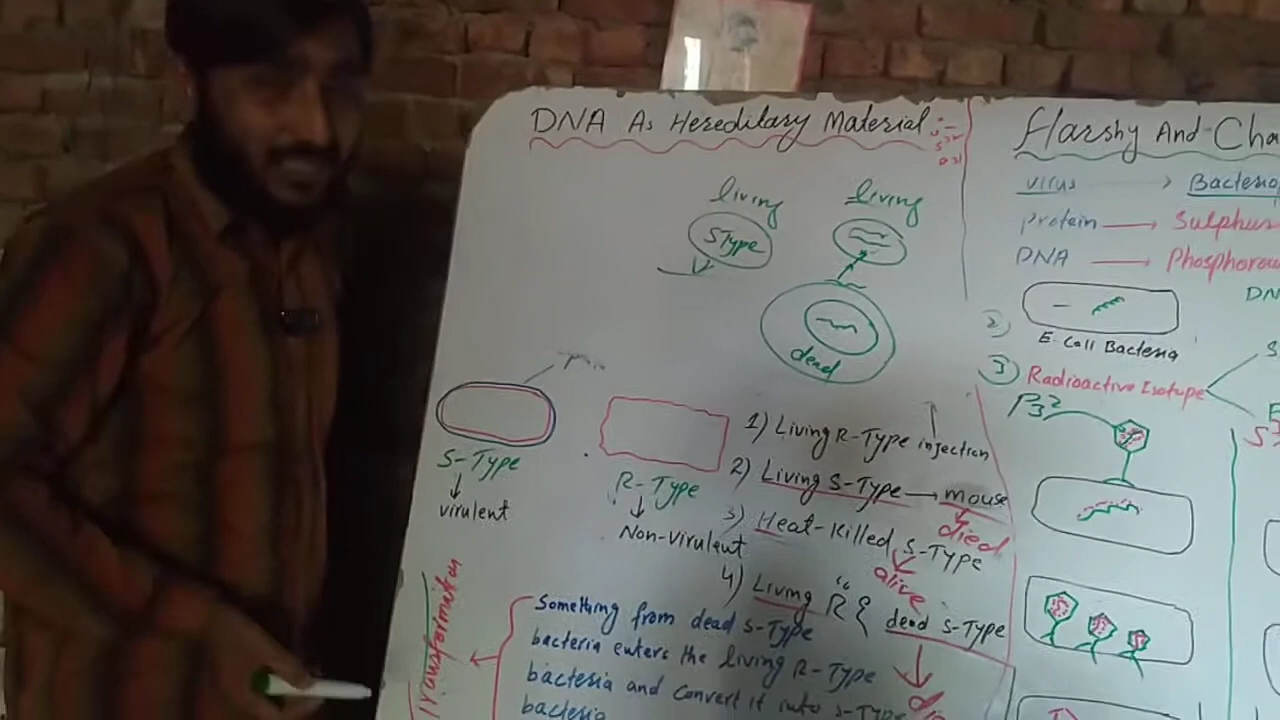 DNA As Hereditary Material :-
living
living
S Type
dead
S-Type
virulent
R-Type
Non-virulent
1) Living R-Type injection
2) Living S-Type → mouse
died
3) Heat-Killed S-Type
alive
4) Living "R" { dead S-Type
Transformation
Something from dead S-Type
bacteria enters the living R-Type
bacteria and convert it into S-Type
bacteria
Harshy And Cha
virus → Bacteria
protein → Sulphur
DNA → Phosphorou
DN
2)
E. Coli Bacteria
3) Radioactive Isotope
P32